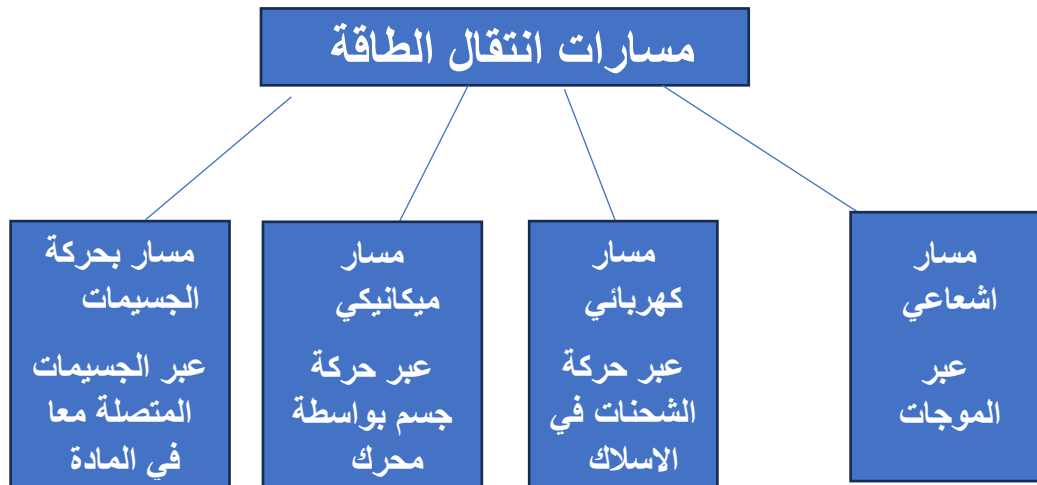 مسارات انتقال الطاقة
مسار
اشعاعي
عبر
الموجات
مسار
كهربائي
عبر حركة
الشحنات في
الاسلاك
مسار
ميكانيكي
عبر حركة
جسم بواسطة
محرك
مسار بحركة
الجسيمات
عبر الجسيمات
المتصلة معا
في المادة